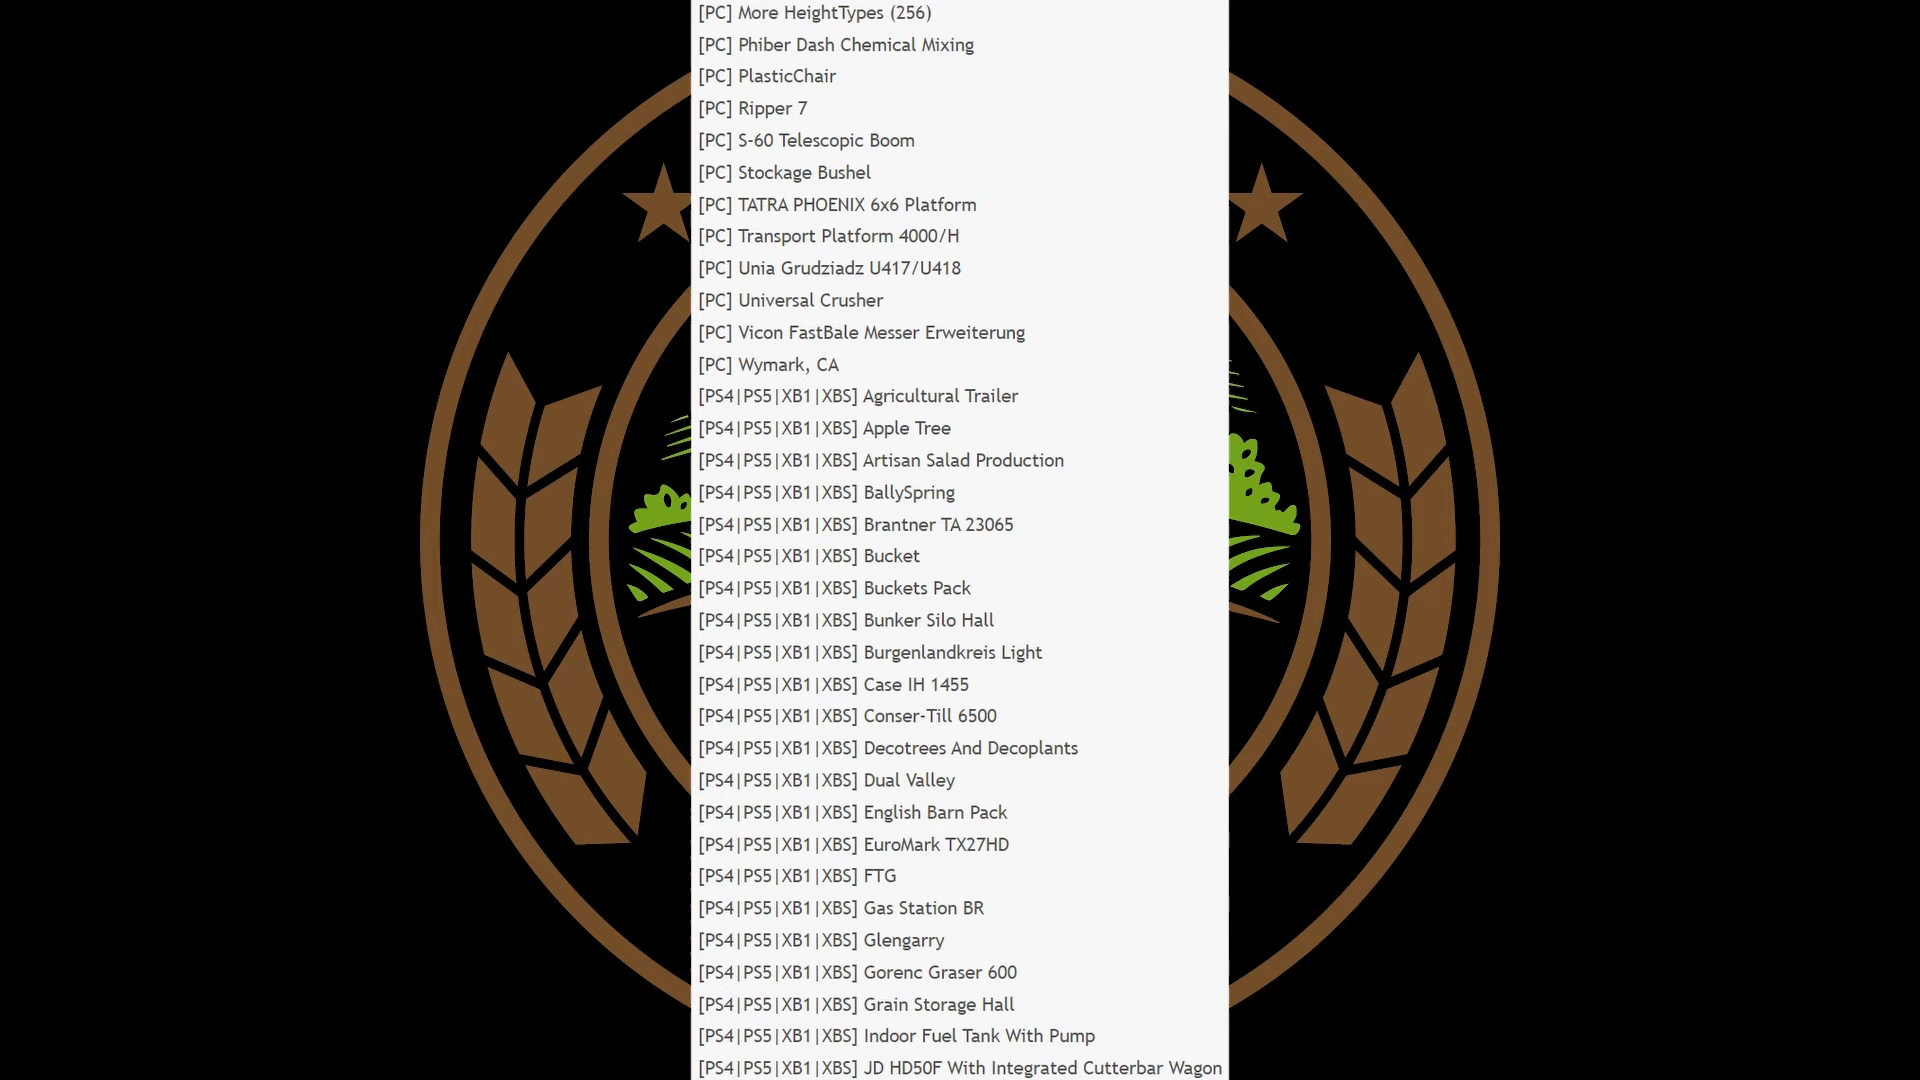 [PC] More HeightTypes (256)
[PC] Phiber Dash Chemical Mixing
[PC] PlasticChair
[PC] Ripper 7
[PC] S-60 Telescopic Boom
[PC] Stockage Bushel
[PC] TATRA PHOENIX 6x6 Platform
[PC] Transport Platform 4000/H
[PC] Unia Grudziadz U417/U418
[PC] Universal Crusher
[PC] Vicon FastBale Messer Erweiterung
[PC] Wymark, CA
[PS4|PS5|XB1|XBS] Agricultural Trailer
[PS4|PS5|XB1|XBS] Apple Tree
[PS4|PS5|XB1|XBS] Artisan Salad Production
[PS4|PS5|XB1|XBS] BallySpring
[PS4|PS5|XB1|XBS] Brantner TA 23065
[PS4|PS5|XB1|XBS] Bucket
[PS4|PS5|XB1|XBS] Buckets Pack
[PS4|PS5|XB1|XBS] Bunker Silo Hall
[PS4|PS5|XB1|XBS] Burgenlandkreis Light
[PS4|PS5|XB1|XBS] Case IH 1455
[PS4|PS5|XB1|XBS] Conser-Till 6500
[PS4|PS5|XB1|XBS] Decotrees And Decoplants
[PS4|PS5|XB1|XBS] Dual Valley
[PS4|PS5|XB1|XBS] English Barn Pack
[PS4|PS5|XB1|XBS] EuroMark TX27HD
[PS4|PS5|XB1|XBS] FTG
[PS4|PS5|XB1|XBS] Gas Station BR
[PS4|PS5|XB1|XBS] Glengarry
[PS4|PS5|XB1|XBS] Gorenc Graser 600
[PS4|PS5|XB1|XBS] Grain Storage Hall
[PS4|PS5|XB1|XBS] Indoor Fuel Tank With Pump
[PS4|PS5|XB1|XBS] JD HD50F With Integrated Cutterbar Wagon